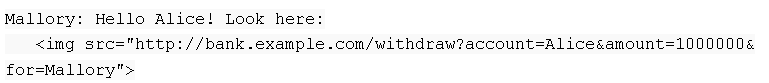 Mallory: Hello Alice! Look here:
   <img src="http://bank.example.com/withdraw?account=Alice&amount=1000000&
for=Mallory">